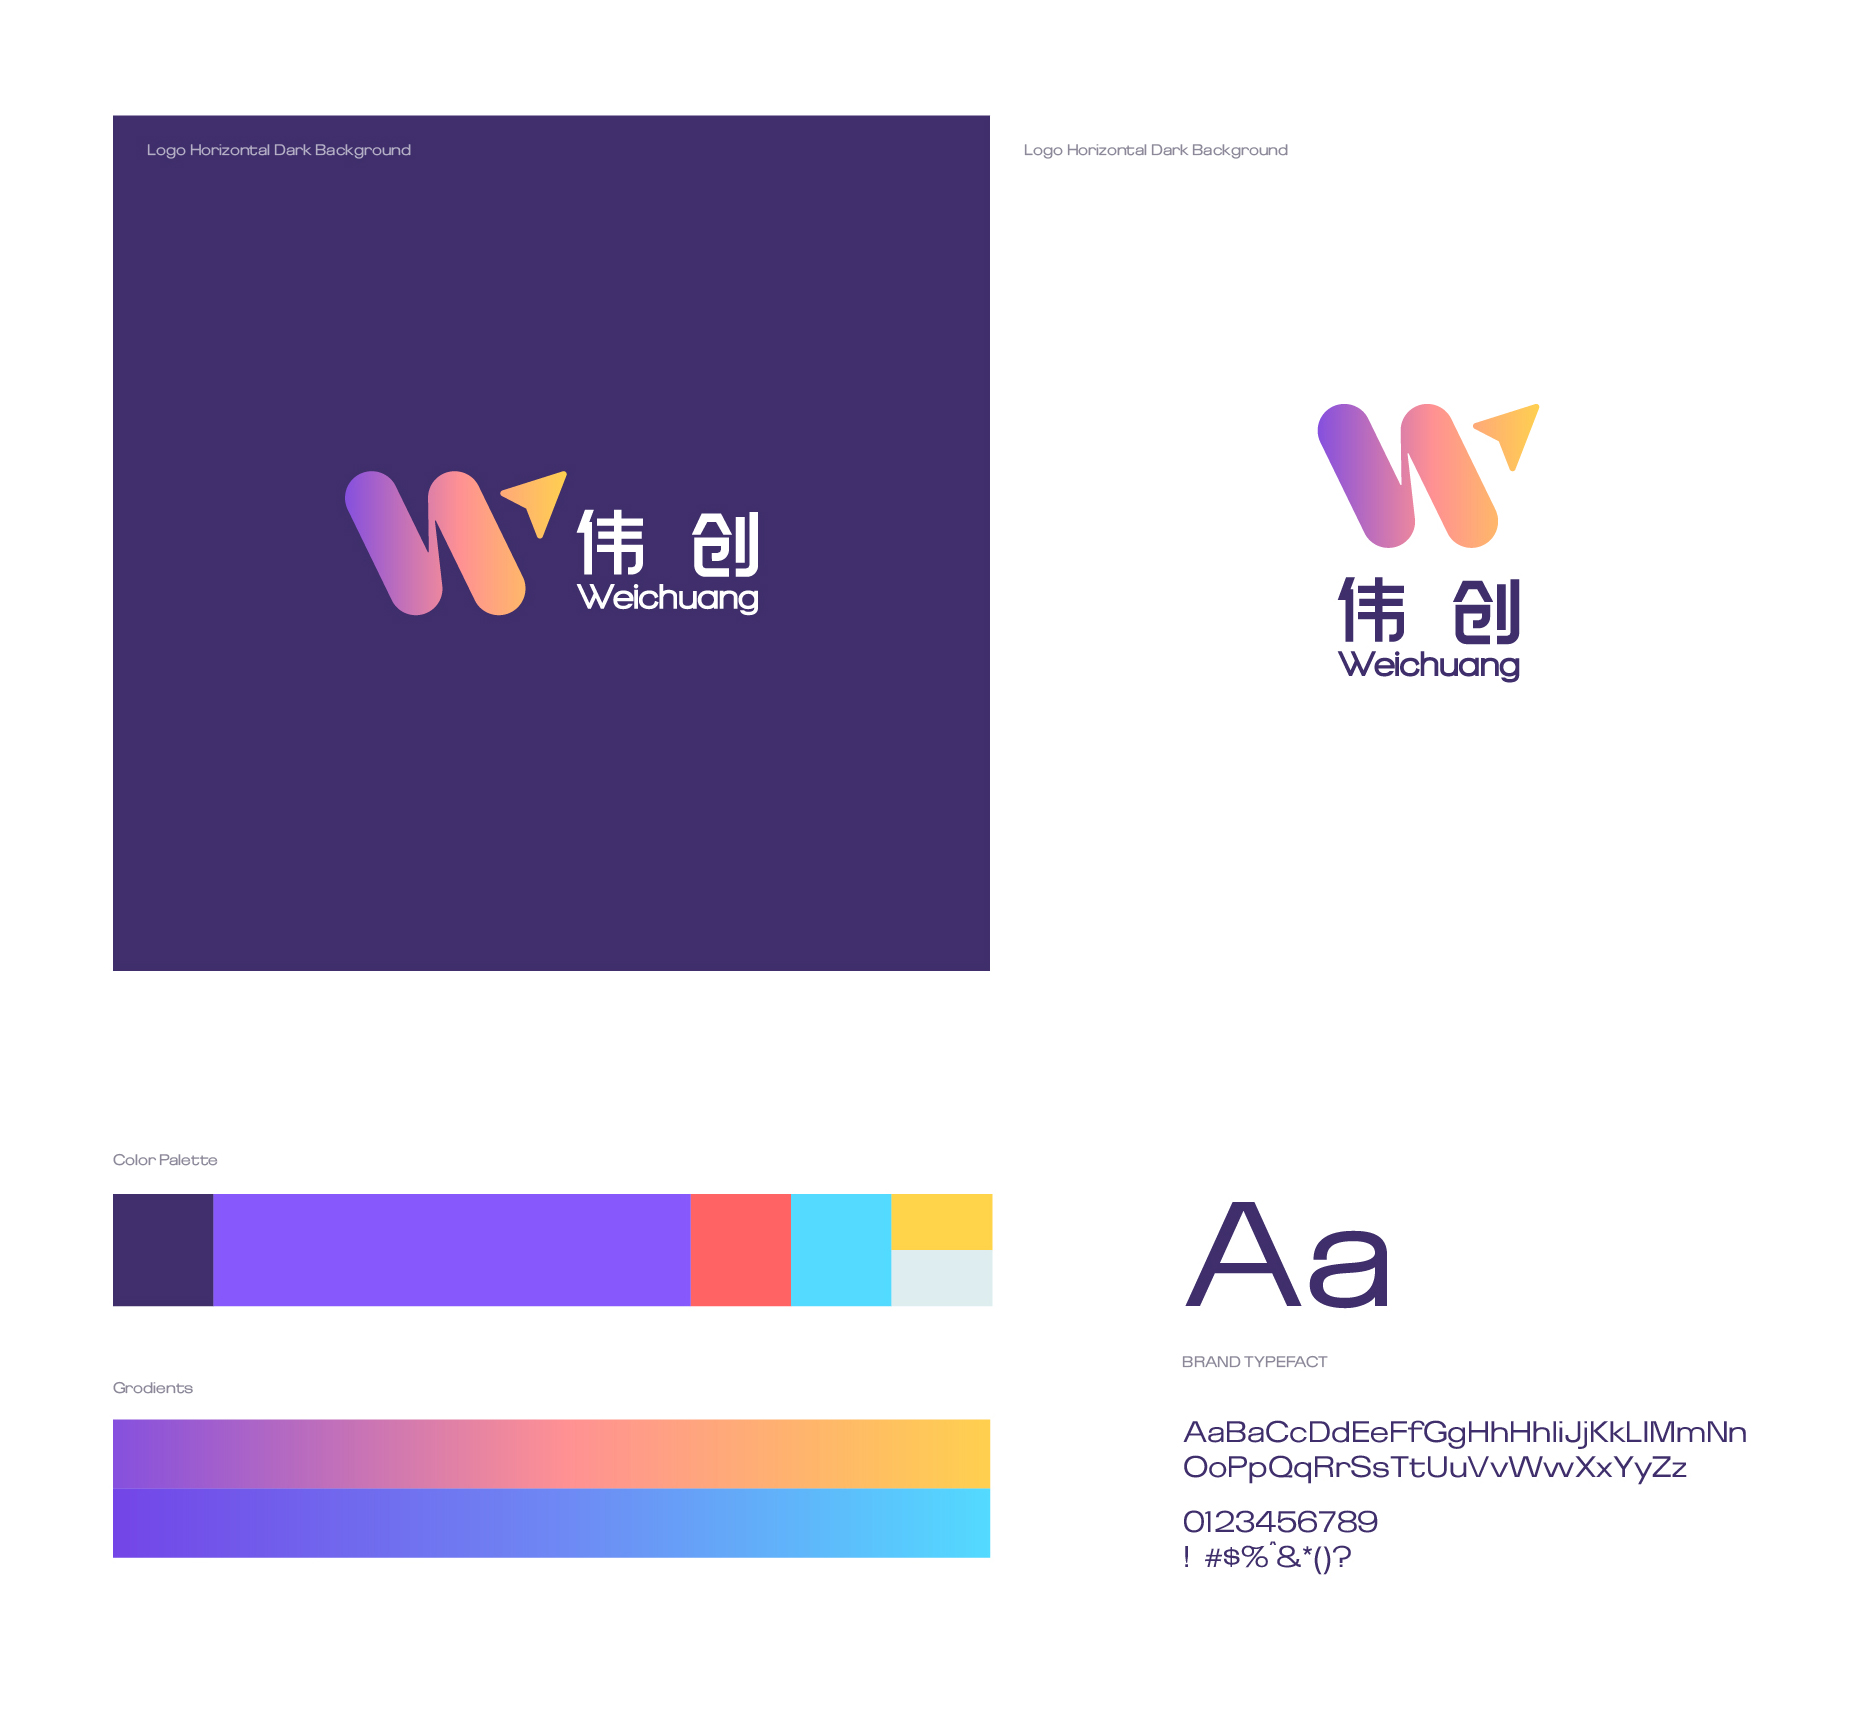 Logo Horizontal Dark Background
伟 创
Weichuang
Logo Horizontal Dark Background
伟 创
Weichuang
Color Palette
Grodients
Aa
BRAND TYPEFACT
AaBaCcDdEeFfGgHhHhIiJjKkLlMmNn
OoPpQqRrSsTtUuVvWwXxYyZz
0123456789
! #$%^&*()?